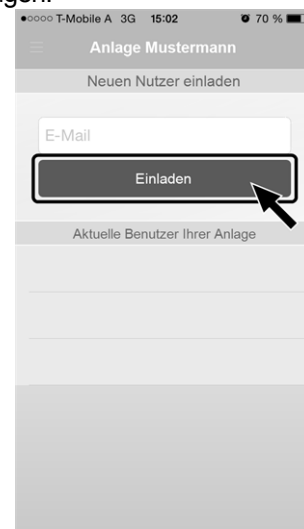 ●○○○○ T-Mobile A 3G 15:02 70 %
Anlage Mustermann
Neuen Nutzer einladen
E-Mail
Einladen
Aktuelle Benutzer Ihrer Anlage